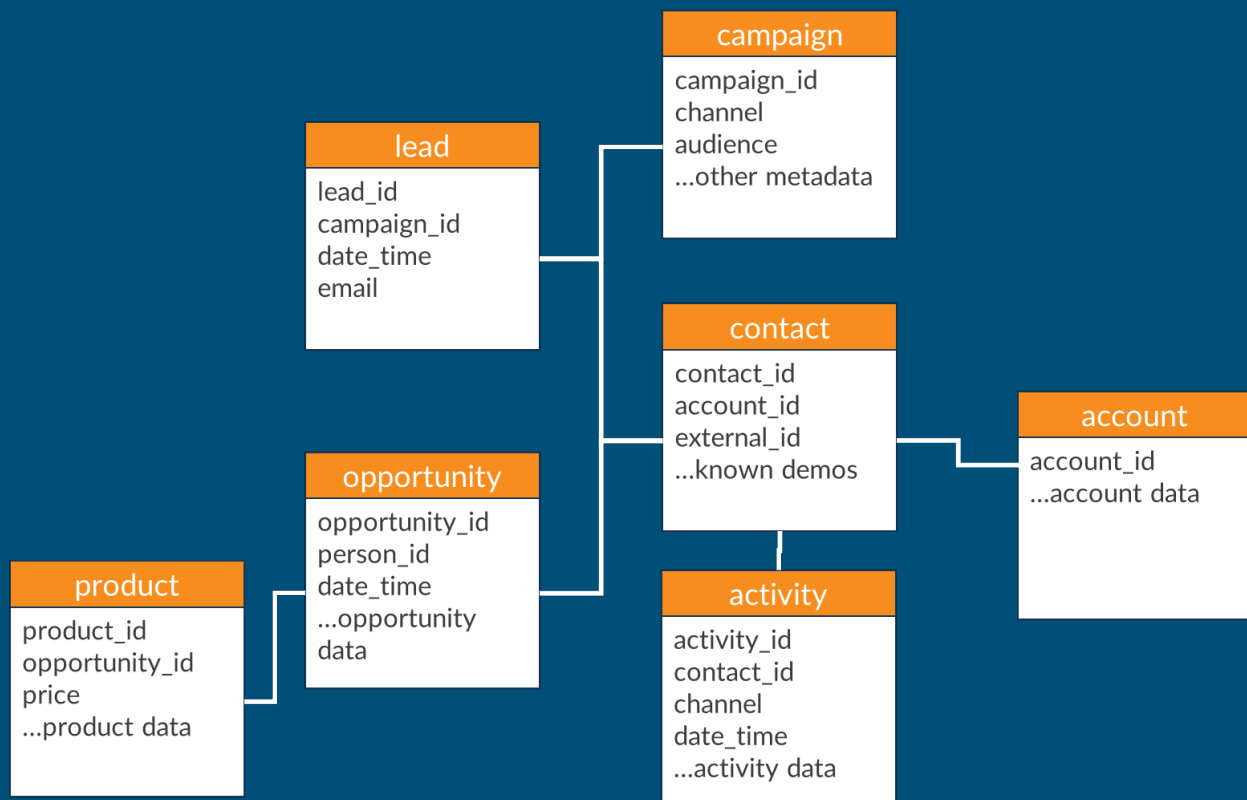 campaign
campaign_id
channel
audience
...other metadata
lead
lead_id
campaign_id
date_time
email
contact
contact_id
account_id
external_id
...known demos
account
account_id
...account data
opportunity
opportunity_id
person_id
date_time
...opportunity
data
product
product_id
opportunity_id
price
...product data
activity
activity_id
contact_id
channel
date_time
...activity data